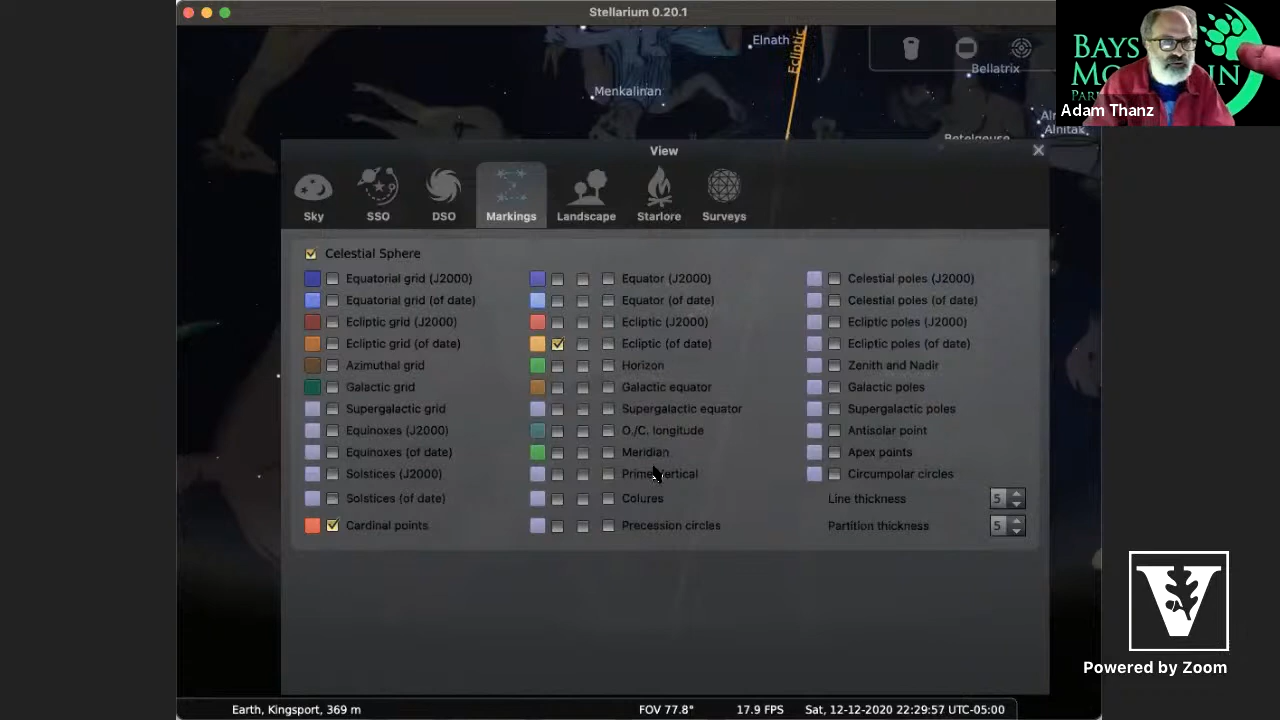 Stellarium 0.20.1
Elnath
Ecliptic
Menkalinan
Bellatrix
Alnitak
Betelgeuse
BAYS
Adam Thanz
View
Sky
SSO
DSO
Markings
Landscape
Starlore
Surveys
Celestial Sphere
Equatorial grid (J2000)
Equator (J2000)
Celestial poles (J2000)
Equatorial grid (of date)
Equator (of date)
Celestial poles (of date)
Ecliptic grid (J2000)
Ecliptic (J2000)
Ecliptic poles (J2000)
Ecliptic grid (of date)
Ecliptic (of date)
Ecliptic poles (of date)
Azimuthal grid
Horizon
Zenith and Nadir
Galactic grid
Galactic equator
Galactic poles
Supergalactic grid
Supergalactic equator
Supergalactic poles
Equinoxes (J2000)
O./C. longitude
Antisolar point
Equinoxes (of date)
Meridian
Apex points
Solstices (J2000)
Prime Vertical
Circumpolar circles
Solstices (of date)
Colures
Line thickness
5
Cardinal points
Precession circles
Partition thickness
5
V
Powered by Zoom
Earth, Kingsport, 369 m
FOV 77.8°
17.9 FPS
Sat, 12-12-2020 22:29:57 UTC-05:00